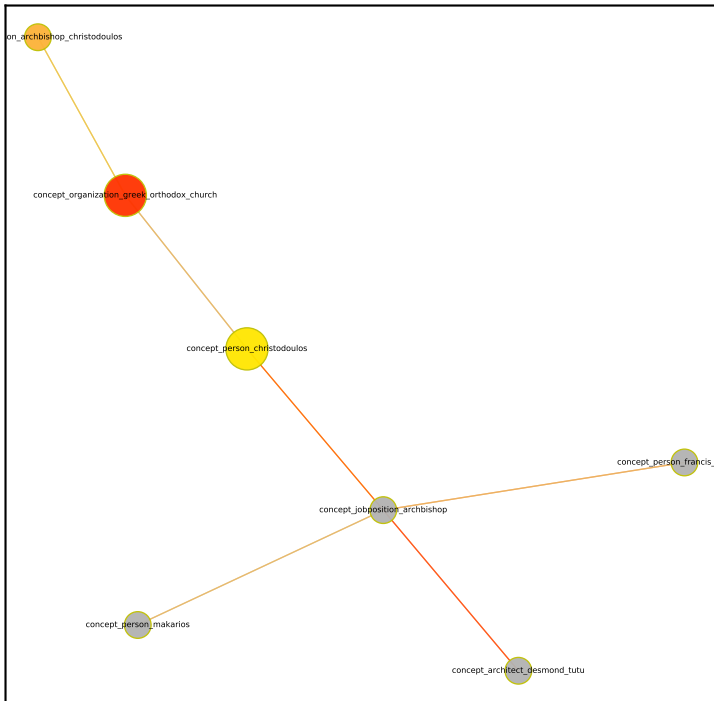 on_archbishop_christodoulos
concept_organization_greek_orthodox_church
concept_person_christodoulos
concept_person_francis_
concept_jobposition_archbishop
concept_person_makarios
concept_architect_desmond_tutu